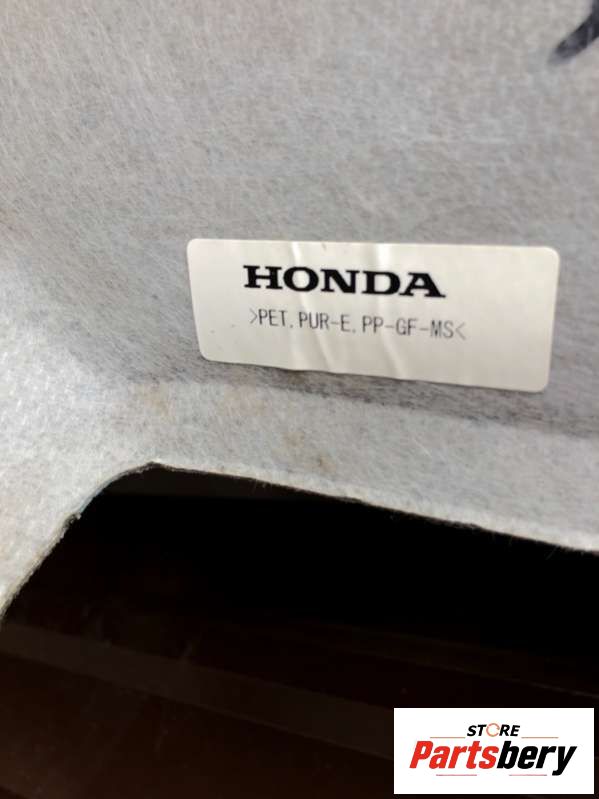 HONDA
>PET, PUR-E, PP-GF-MS<
STORE
Partsbery